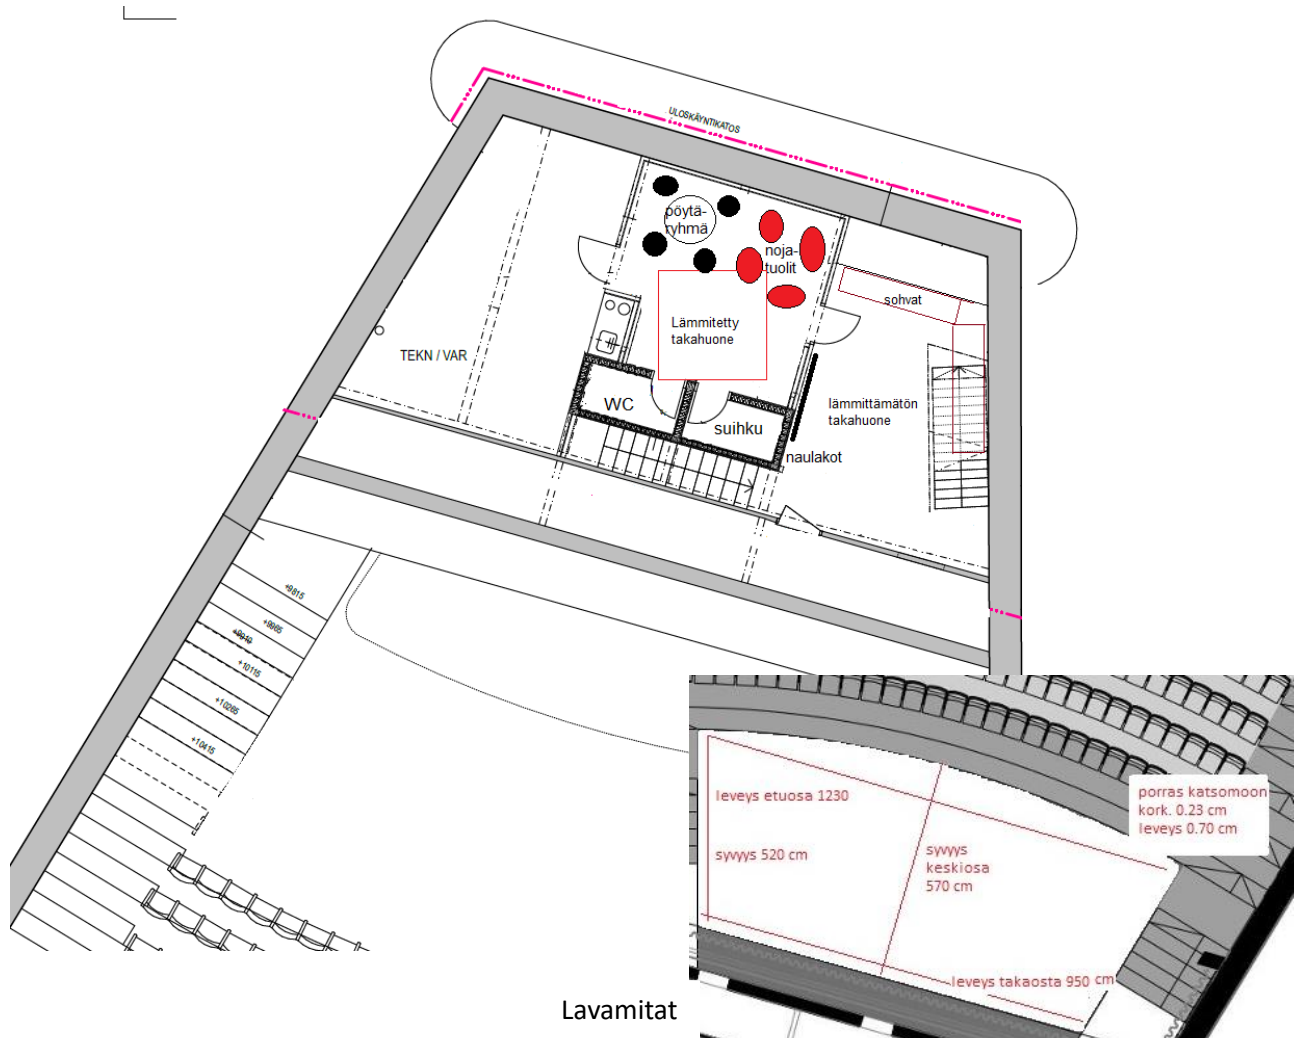 ULOSKÄYNTIKATOS
pöytä-
ryhmä
noja-
tuolit
sohvat
Lämmitetty
takahuone
TEKN / VAR
WC
suihku
lämmittämätön
takahuone
naulakot
+9815
+9965
+9919
+10115
+10265
+10415
leveys etuosa 1230
porras katsomoon
kork. 0.23 cm
leveys 0.70 cm
syvyys 520 cm
syvyys
keskiosa
570 cm
leveys takaosta 950 cm
Lavamitat